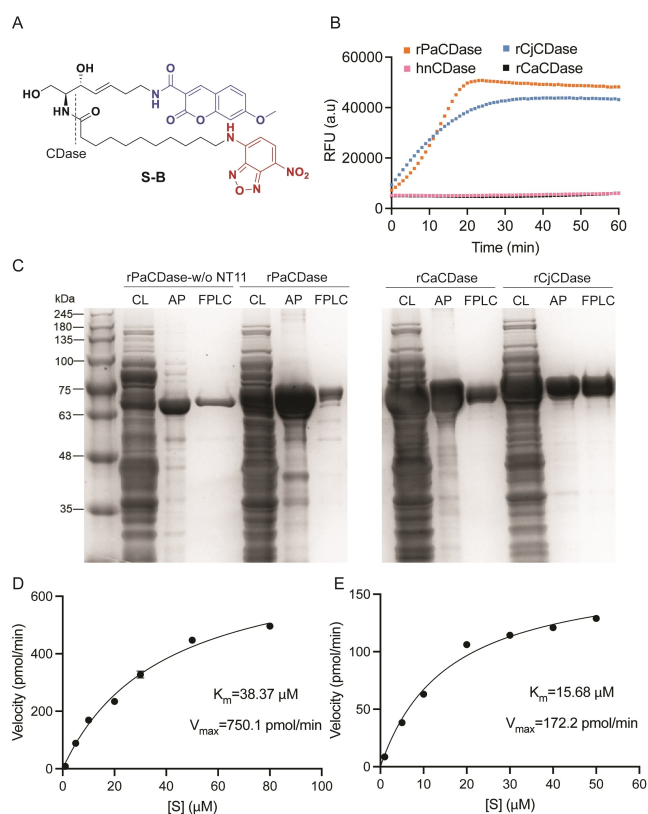 A
OH
HO
HN
O
N
H
O
O
O
O
CDase
H
N
N
O
N
NO₂
S-B
B
rPaCDase
rCjCDase
hnCDase
rCaCDase
RFU (a.u)
60000
40000
20000
0
0 10 20 30 40 50 60
Time (min)
C
rPaCDase-w/o NT11
rPaCDase
rCaCDase
rCjCDase
kDa
CL AP FPLC CL AP FPLC
CL AP FPLC CL AP FPLC
245
180
135
100
75
63
48
35
D
Velocity (pmol/min)
600
400
200
0
0 20 40 60 80 100
[S] (µM)
Km=38.37 µM
Vmax=750.1 pmol/min
E
Velocity (pmol/min)
150
100
50
0
0 10 20 30 40 50 60
[S] (µM)
Km=15.68 µM
Vmax=172.2 pmol/min